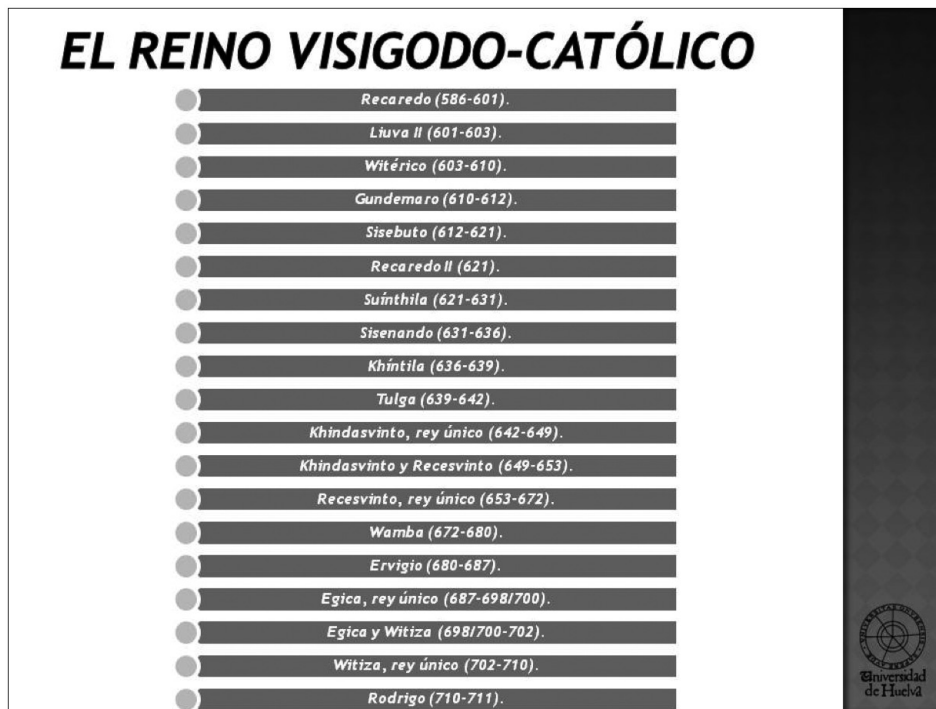 EL REINO VISIGODO-CATÓLICO
Recaredo (586-601).
Liuva II (601-603).
Witérico (603-610).
Gundemaro (610-612).
Sisebuto (612-621).
Recaredo II (621).
Suínthila (621-631).
Sisenando (631-636).
Khíntila (636-639).
Tulga (639-642).
Khindasvinto, rey único (642-649).
Khindasvinto y Recesvinto (649-653).
Recesvinto, rey único (653-672).
Wamba (672-680).
Ervigio (680-687).
Egica, rey único (687-698/700).
Egica y Witiza (698/700-702).
Witiza, rey único (702-710).
Rodrigo (710-711).
Universidad
de Huelva